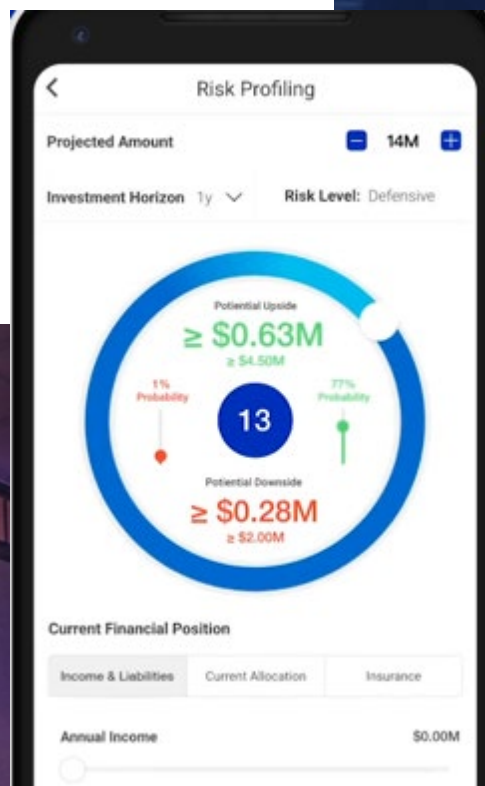 Risk Profiling
Projected Amount
14M
Investment Horizon 1y
Risk Level: Defensive
Potiential Upside
≥ $0.63M
≥ $4.50M
1%
Probability
77%
Probability
13
Potiential Downside
≥ $0.28M
≥ $2.00M
Current Financial Position
Income & Liabilities
Current Allocation
Insurance
Annual Income
$0.00M